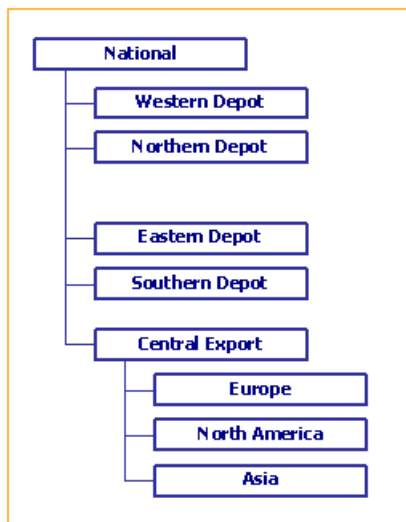 National
Western Depot
Northern Depot
Eastern Depot
Southern Depot
Central Export
Europe
North America
Asia